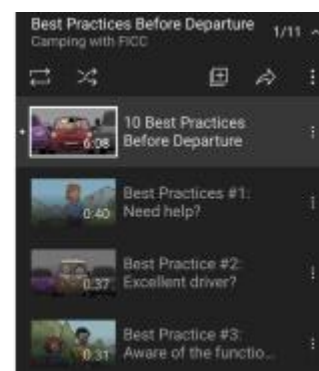 Best Practices Before Departure
1/11
Camping with FICC
10 Best Practices
Before Departure
6:08
Best Practices #1:
Need help?
0:40
Best Practice #2:
Excellent driver?
0:37
Best Practice #3:
Aware of the functio...
0:31